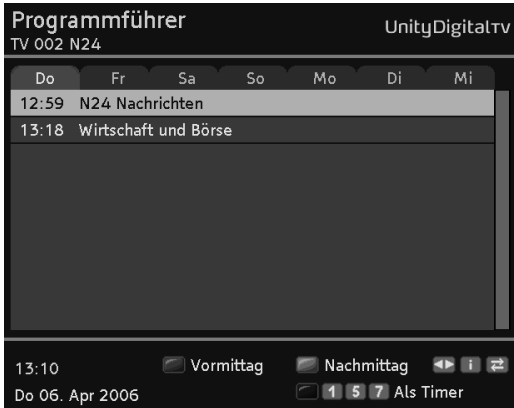 Programmführer
UnityDigitalTV
TV 002 N24
Do Fr Sa So Mo Di Mi
12:59 N24 Nachrichten
13:18 Wirtschaft und Börse
13:10 Vormittag Nachmittag i
Do 06. Apr 2006 1 5 7 Als Timer